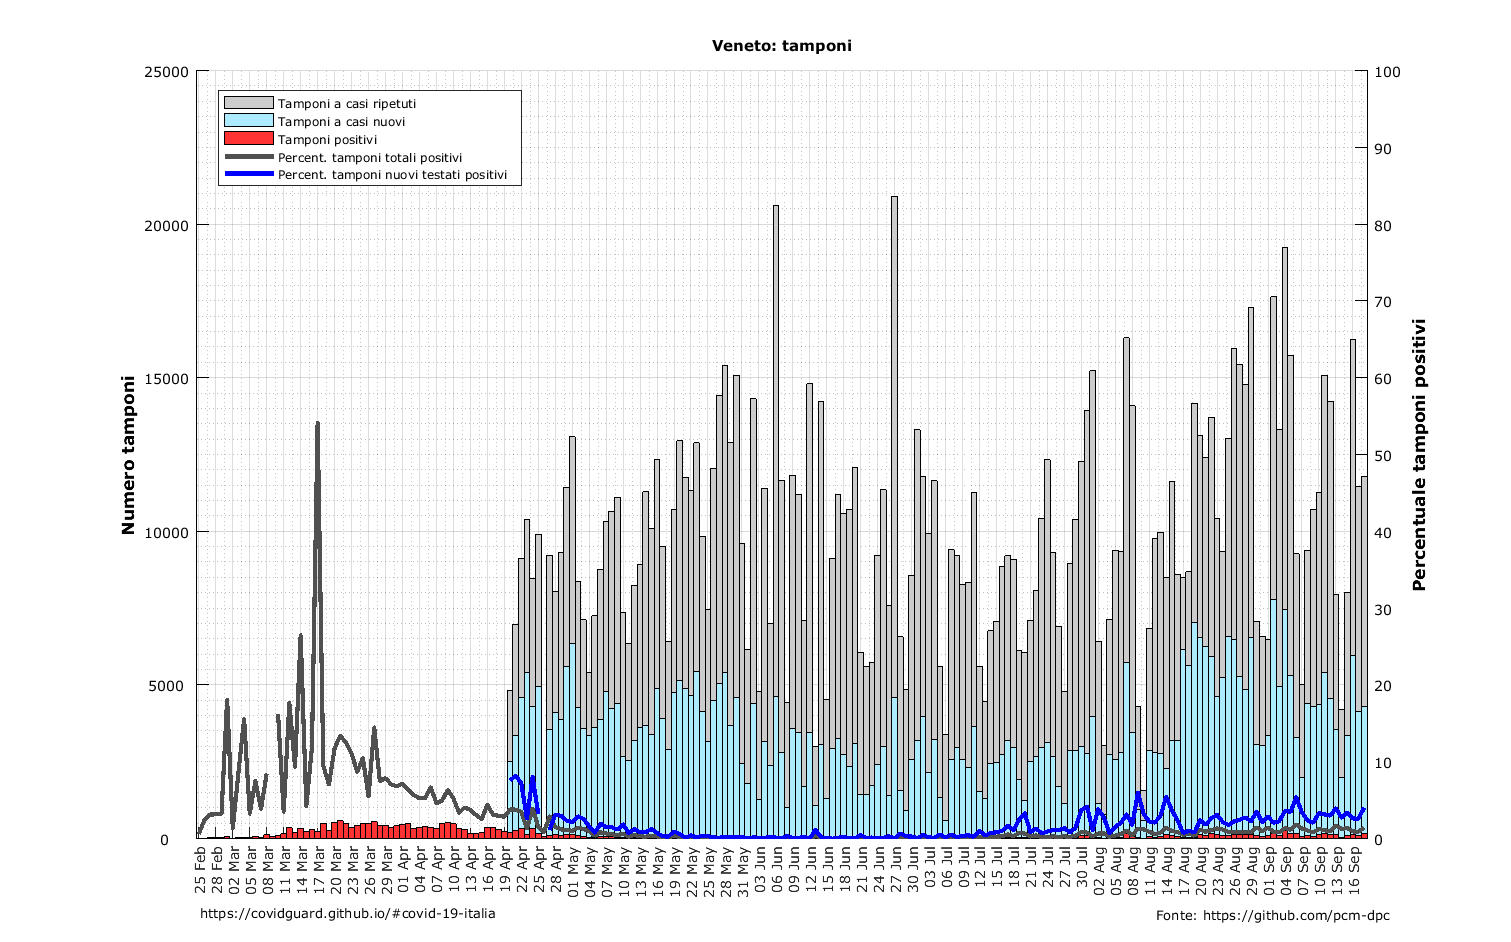 Veneto: tamponi
25000
20000
15000
10000
5000
0
Numero tamponi
Tamponi a casi ripetuti
Tamponi a casi nuovi
Tamponi positivi
Percent. tamponi totali positivi
Percent. tamponi nuovi testati positivi
100
90
80
70
60
50
40
30
20
10
0
Percentuale tamponi positivi
25 Feb
28 Feb
02 Mar
05 Mar
08 Mar
11 Mar
14 Mar
17 Mar
20 Mar
23 Mar
26 Mar
29 Mar
01 Apr
04 Apr
07 Apr
10 Apr
13 Apr
16 Apr
19 Apr
22 Apr
25 Apr
28 Apr
01 May
04 May
07 May
10 May
13 May
16 May
19 May
22 May
25 May
28 May
31 May
03 Jun
06 Jun
09 Jun
12 Jun
15 Jun
18 Jun
21 Jun
24 Jun
27 Jun
30 Jun
03 Jul
06 Jul
09 Jul
12 Jul
15 Jul
18 Jul
21 Jul
24 Jul
27 Jul
30 Jul
02 Aug
05 Aug
08 Aug
11 Aug
14 Aug
17 Aug
20 Aug
23 Aug
26 Aug
29 Aug
01 Sep
04 Sep
07 Sep
10 Sep
13 Sep
16 Sep
https://covidguard.github.io/#covid-19-italia
Fonte: https://github.com/pcm-dpc